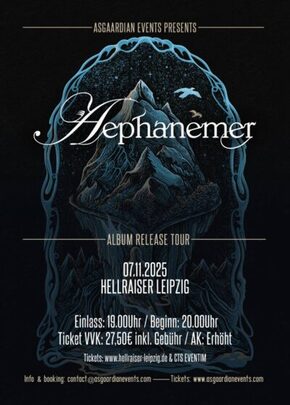 ASGAARDIAN EVENTS PRESENTS
Aephanemer
ALBUM RELEASE TOUR
07.11.2025
HELLRAISER LEIPZIG
Einlass: 19.00Uhr / Beginn: 20.00Uhr
Ticket VVK: 27.50€ inkl. Gebühr / AK: Erhöht
Tickets: www.hellraiser-leipzig.de & CTS EVENTIM
Info & booking: contact@asgaardianevents.com Tickets: www.asgaardianevents.com